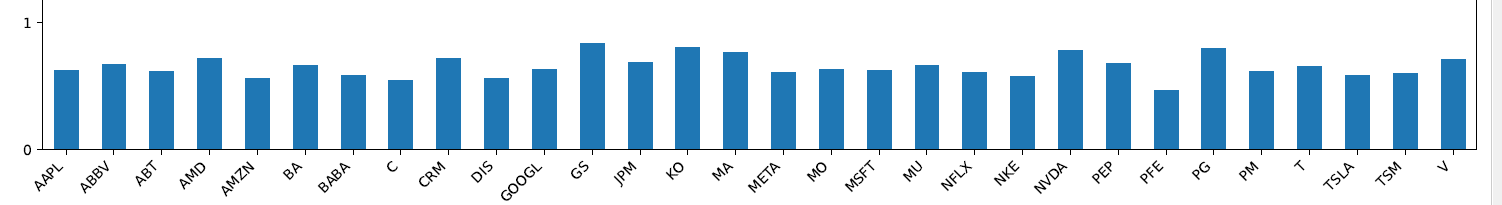 1
0
AAPL ABBV ABT AMD AMZN BA BABA C CRM DIS GOOGL GS JPM KO MA META MO MSFT MU NFLX NKE NVDA PEP PFE PG PM T TSLA TSM V